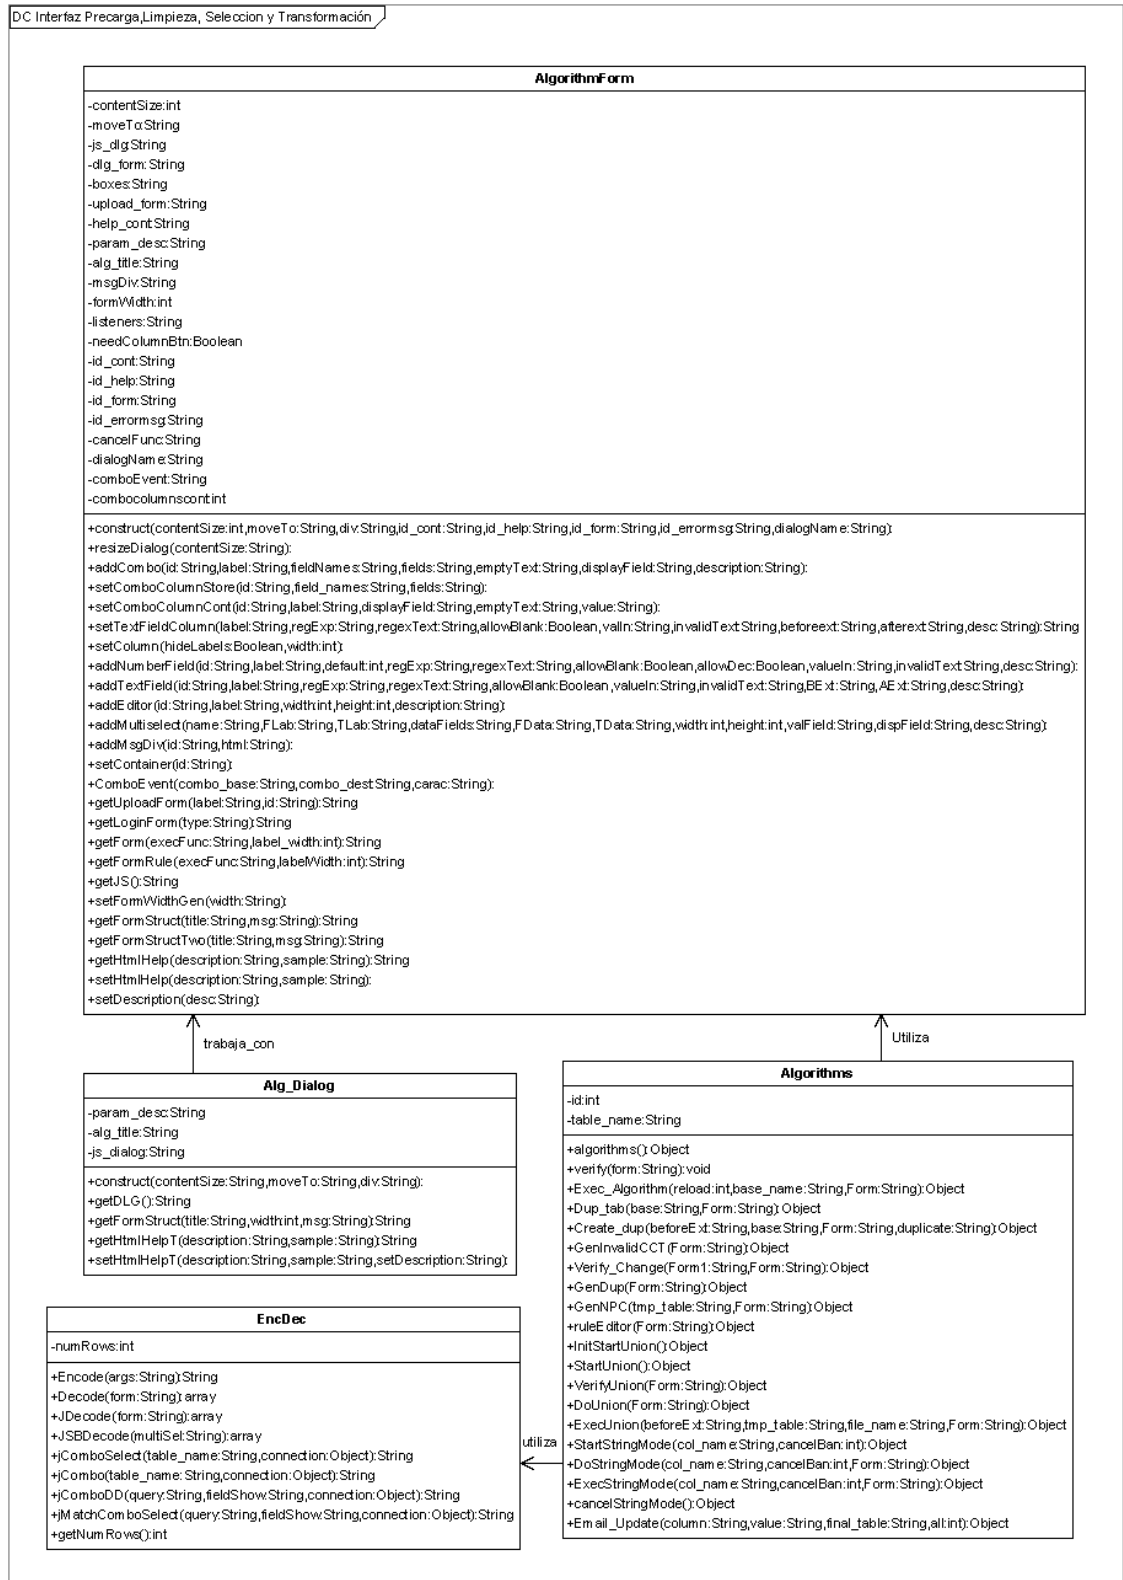 DC Interfaz Precarga,Limpieza, Seleccion y Transformación
AlgorithmForm
-contentSize:int
-moveTo:String
-js_dlg:String
-dlg_form:String
-boxes:String
-upload_form:String
-help_cont:String
-param_desc:String
-alg_title:String
-msgDiv:String
-formWidth:int
-listeners:String
-needColumnBtn:Boolean
-id_cont:String
-id_help:String
-id_form:String
-id_errormsg:String
-cancelFunc:String
-dialogName:String
-comboEvent:String
-combocolumnscont:int
+construct(contentSize:int,moveTo:String,div:String,id_cont:String,id_help:String,id_form:String,id_errormsg:String,dialogName:String):
+resizeDialog(contentSize:String):
+addCombo(id:String,label:String,fieldNames:String,fields:String,emptyText:String,displayField:String,description:String):
+setComboColumnStore(id:String,field_names:String,fields:String):
+setComboColumnCont(id:String,label:String,displayField:String,emptyText:String,value:String):
+setTextFieldColumn(label:String,regExp:String,regexText:String,allowBlank:Boolean,valIn:String,invalidText:String,beforeext:String,afterext:String,desc:String):String
+setColumn(hideLabels:Boolean,width:int):
+addNumberField(id:String,label:String,default:int,regExp:String,regexText:String,allowBlank:Boolean,allowDec:Boolean,valueIn:String,invalidText:String,desc:String):
+addTextField(id:String,label:String,regExp:String,regexText:String,allowBlank:Boolean,valueIn:String,invalidText:String,BExt:String,AExt:String,desc:String):
+addEditor(id:String,label:String,width:int,height:int,description:String):
+addMultiselect(name:String,FLab:String,TLab:String,dataFields:String,FData:String,TData:String,width:int,height:int,valField:String,dispField:String,desc:String):
+addMsgDiv(id:String,html:String):
+setContainer(id:String):
+ComboEvent(combo_base:String,combo_dest:String,carac:String):
+getUploadForm(label:String,id:String):String
+getLoginForm(type:String):String
+getForm(execFunc:String,label_width:int):String
+getFormRule(execFunc:String,labelWidth:int):String
+getJS():String
+setFormWidthGen(width:String):
+getFormStruct(title:String,msg:String):String
+getFormStructTwo(title:String,msg:String):String
+getHtmlHelp(description:String,sample:String):String
+setHtmlHelp(description:String,sample:String):
+setDescription(desc:String):
trabaja_con
Utiliza
Alg_Dialog
-param_desc:String
-alg_title:String
-js_dialog:String
+construct(contentSize:String,moveTo:String,div:String):
+getDLG():String
+getFormStruct(title:String,width:int,msg:String):String
+getHtmlHelpT(description:String,sample:String):String
+setHtmlHelpT(description:String,sample:String,setDescription:String):
Algorithms
-id:int
-table_name:String
+algorithms():Object
+verify(form:String):void
+Exec_Algorithm(reload:int,base_name:String,Form:String):Object
+Dup_tab(base:String,Form:String):Object
+Create_dup(beforeExt:String,base:String,Form:String,duplicate:String):Object
+GenInvalidCCT(Form:String):Object
+Verify_Change(Form1:String,Form:String):Object
+GenDup(Form:String):Object
+GenNPC(tmp_table:String,Form:String):Object
+ruleEditor(Form:String):Object
+InitStartUnion():Object
+StartUnion():Object
+VerifyUnion(Form:String):Object
+DoUnion(Form:String):Object
+ExecUnion(beforeExt:String,tmp_table:String,file_name:String,Form:String):Object
+StartStringMode(col_name:String,cancelBan:int):Object
+DoStringMode(col_name:String,cancelBan:int,Form:String):Object
+ExecStringMode(col_name:String,cancelBan:int,Form:String):Object
+cancelStringMode():Object
+Email_Update(column:String,value:String,final_table:String,all:int):Object
utiliza
EncDec
-numRows:int
+Encode(args:String):String
+Decode(form:String):array
+JDecode(form:String):array
+JSBDecode(multiSel:String):array
+jComboSelect(table_name:String,connection:Object):String
+jCombo(table_name:String,connection:Object):String
+jComboDD(query:String,fieldShow:String,connection:Object):String
+jMatchComboSelect(query:String,fieldShow:String,connection:Object):String
+getNumRows():int